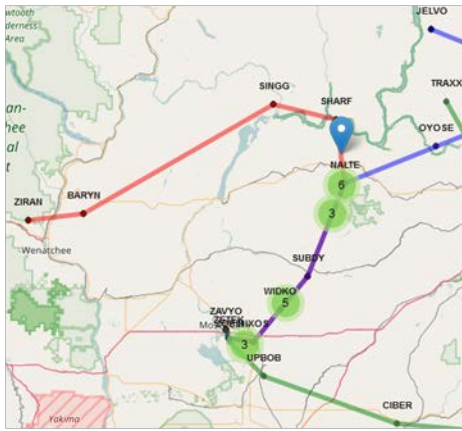 JELVO
SINGG
SHARF
TRAXX
OYOSE
NALTE
6
3
BARYN
ZIRAN
Wenatchee
SUBDY
WIDKO
5
ZAVYO
ZETEK
3
UPBOB
CIBER
Yakima